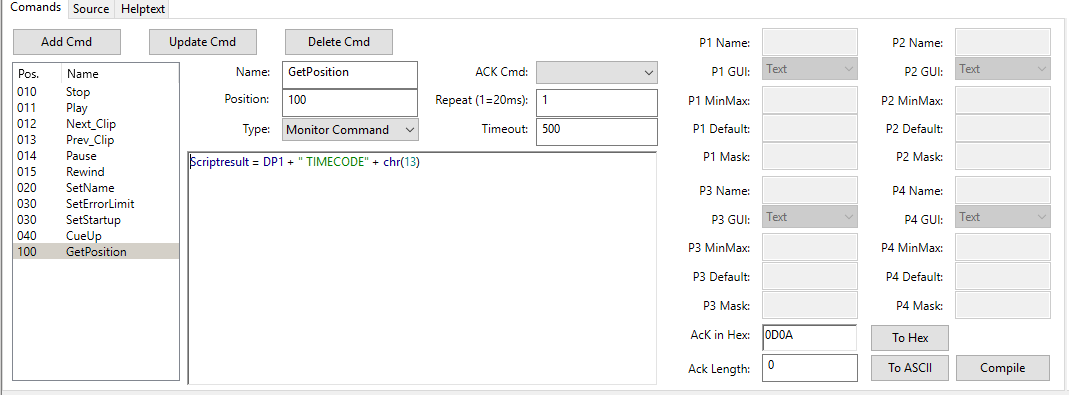 Comands Source Helptext
Add Cmd Update Cmd Delete Cmd
Pos. Name
010 Stop
011 Play
012 Next_Clip
013 Prev_Clip
014 Pause
015 Rewind
020 SetName
030 SetErrorLimit
030 SetStartup
040 CueUp
100 GetPosition
Name: GetPosition ACK Cmd:
Position: 100 Repeat (1=20ms): 1
Type: Monitor Command Timeout: 500
Scriptresult = DP1 + " TIMECODE" + chr(13)
P1 Name: P2 Name:
P1 GUI: Text P2 GUI: Text
P1 MinMax: P2 MinMax:
P1 Default: P2 Default:
P1 Mask: P2 Mask:
P3 Name: P4 Name:
P3 GUI: Text P4 GUI: Text
P3 MinMax: P4 MinMax:
P3 Default: P4 Default:
P3 Mask: P4 Mask:
AcK in Hex: 0D0A To Hex
Ack Length: 0 To ASCII Compile